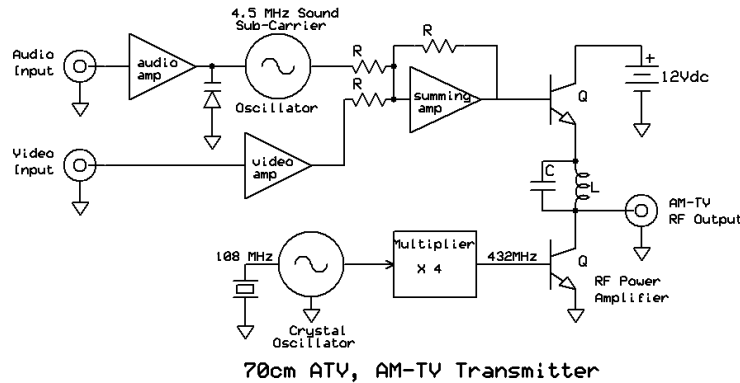 4.5 MHz Sound
Sub-Carrier
Audio
Input
audio
amp
Oscillator
R
R
R
summing
amp
Q
+
12Vdc
Video
Input
video
amp
C
L
AM-TV
RF Output
108 MHz
Multiplier
X 4
432MHz
Q
RF Power
Amplifier
Crystal
Oscillator
70cm ATV, AM-TV Transmitter